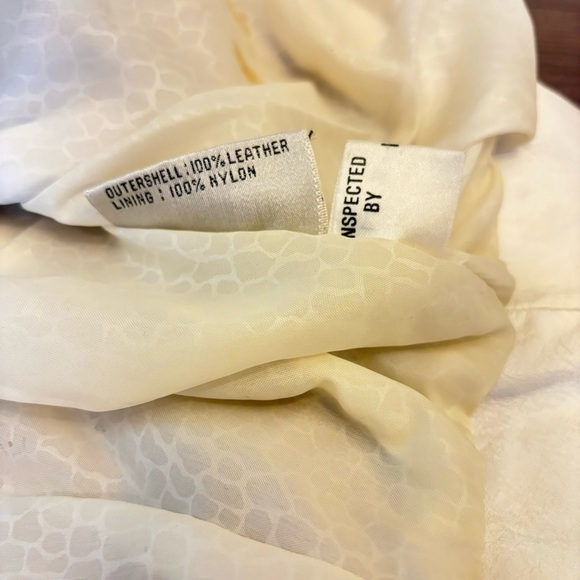 OUTERSHELL:100%LEATHER
LINING : 100% NYLON
INSPECTED
BY